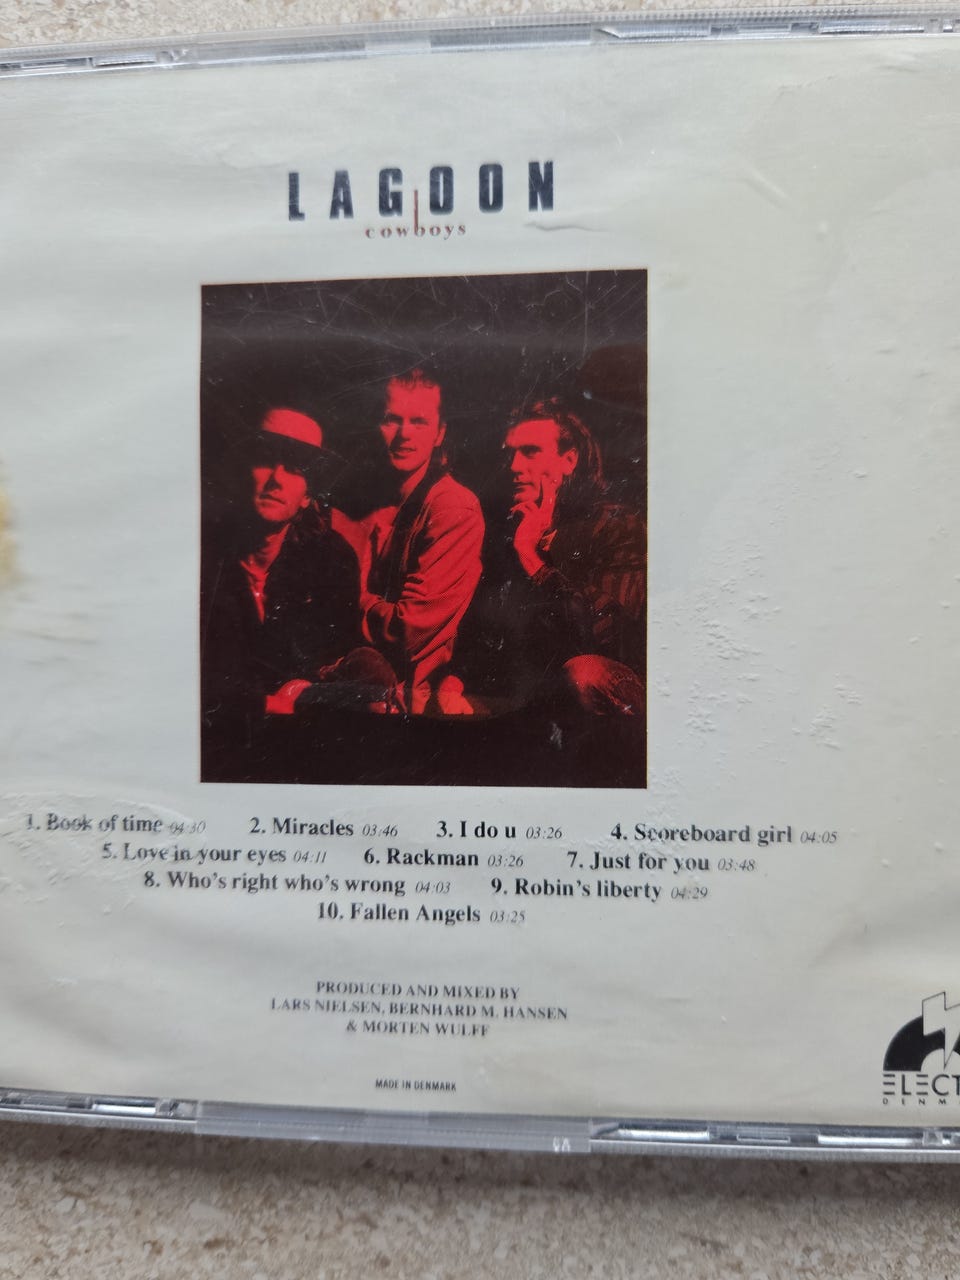 LAGOON
cowboys
1. Book of time 04:30 2. Miracles 03:46 3. I do u 03:26 4. Scoreboard girl 04:05
5. Love in your eyes 04:11 6. Rackman 03:26 7. Just for you 03:48
8. Who's right who's wrong 04:03 9. Robin's liberty 04:29
10. Fallen Angels 03:25
PRODUCED AND MIXED BY
LARS NIELSEN, BERNHARD M. HANSEN
& MORTEN WULFF
MADE IN DENMARK
ELECT
DENM